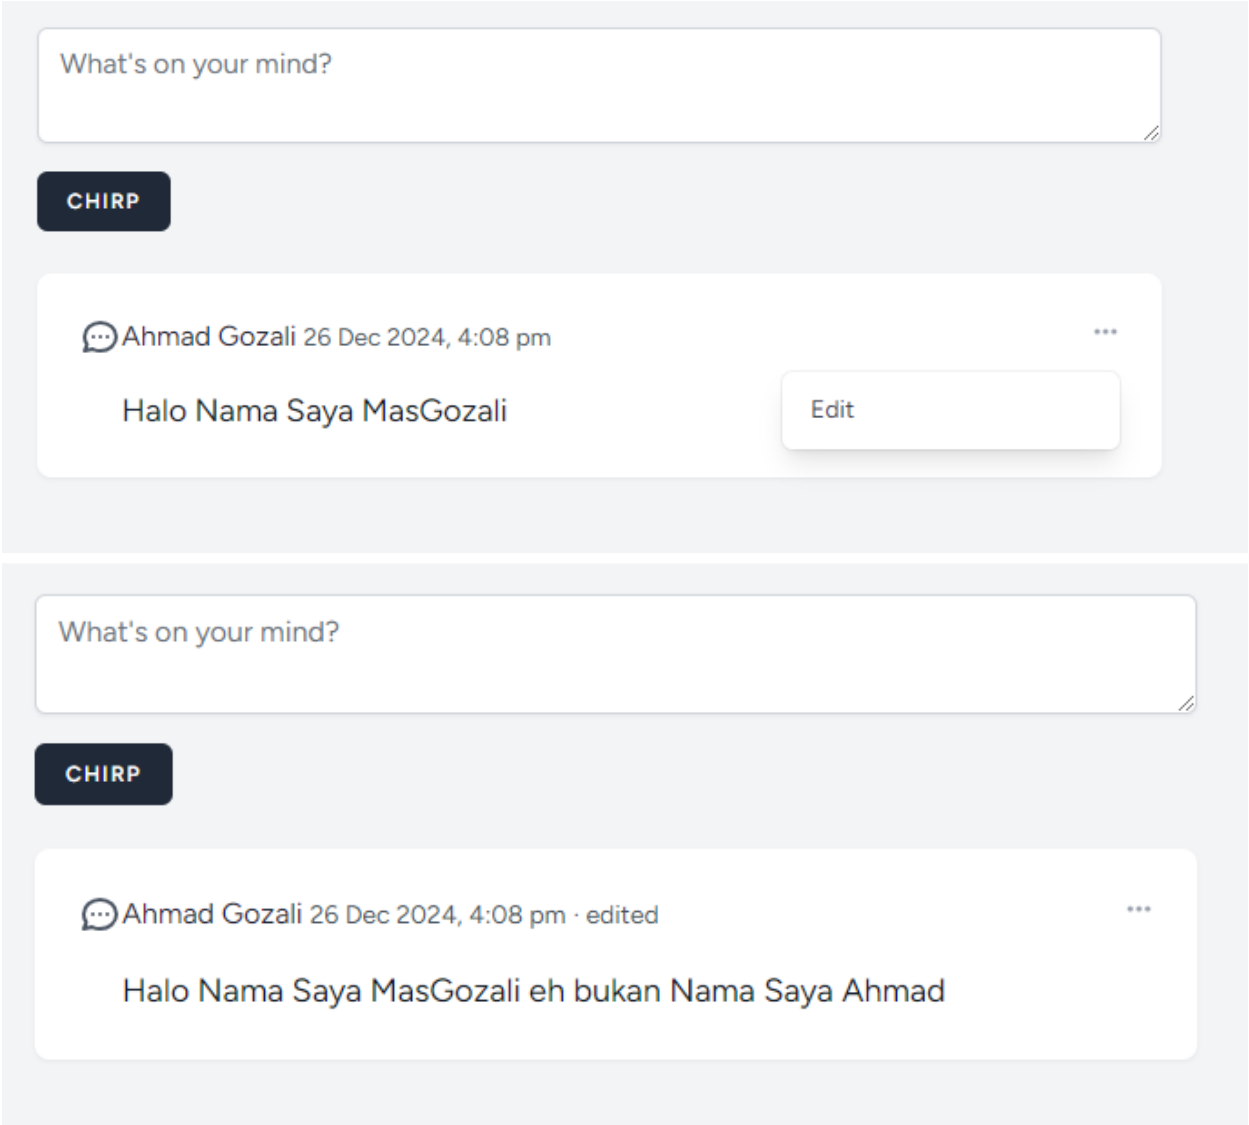 What's on your mind?
CHIRP
Ahmad Gozali 26 Dec 2024, 4:08 pm
Halo Nama Saya MasGozali
Edit
What's on your mind?
CHIRP
Ahmad Gozali 26 Dec 2024, 4:08 pm · edited
Halo Nama Saya MasGozali eh bukan Nama Saya Ahmad